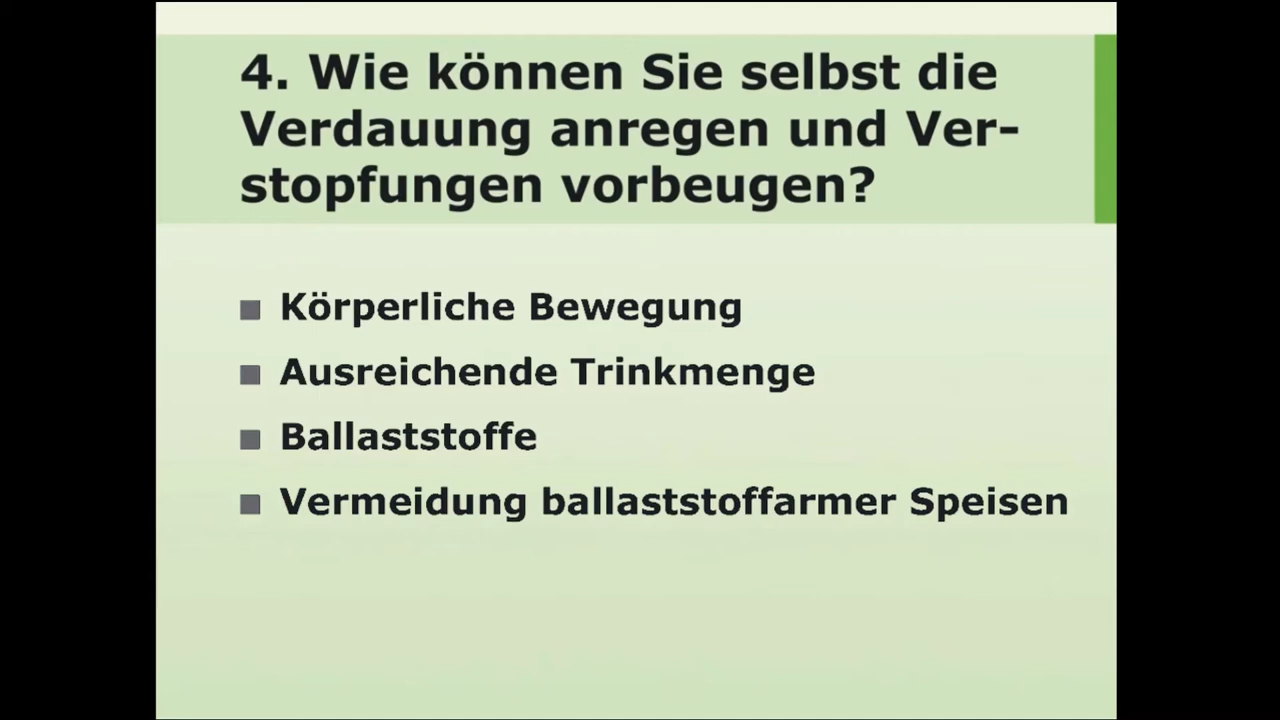 4. Wie können Sie selbst die
Verdauung anregen und Ver-
stopfungen vorbeugen?
Körperliche Bewegung
Ausreichende Trinkmenge
Ballaststoffe
Vermeidung ballaststoffarmer Speisen